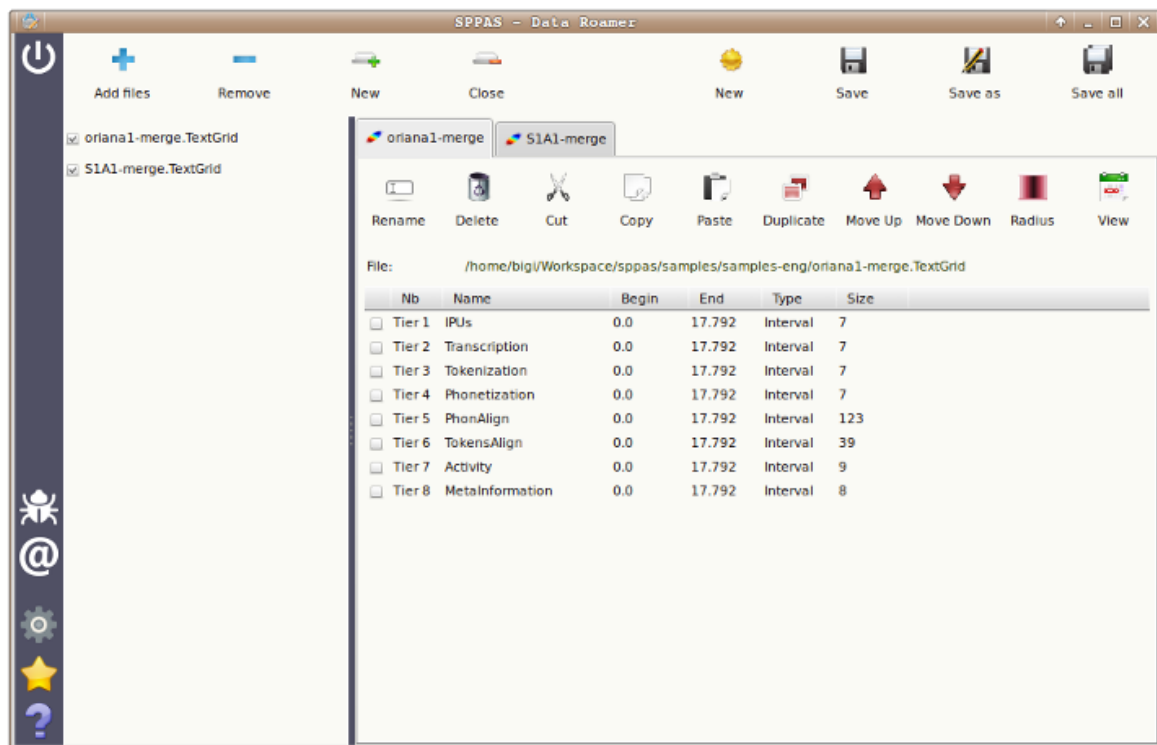 SPPAS - Data Roamer
Add files Remove New Close New Save Save as Save all
oriana1-merge.TextGrid
S1A1-merge.TextGrid
oriana1-merge S1A1-merge
Rename Delete Cut Copy Paste Duplicate Move Up Move Down Radius View
File: /home/bigi/Workspace/sppas/samples/samples-eng/oriana1-merge.TextGrid
Nb Name Begin End Type Size
Tier 1 IPUs 0.0 17.792 Interval 7
Tier 2 Transcription 0.0 17.792 Interval 7
Tier 3 Tokenization 0.0 17.792 Interval 7
Tier 4 Phonetization 0.0 17.792 Interval 7
Tier 5 PhonAlign 0.0 17.792 Interval 123
Tier 6 TokensAlign 0.0 17.792 Interval 39
Tier 7 Activity 0.0 17.792 Interval 9
Tier 8 MetaInformation 0.0 17.792 Interval 8
@
?